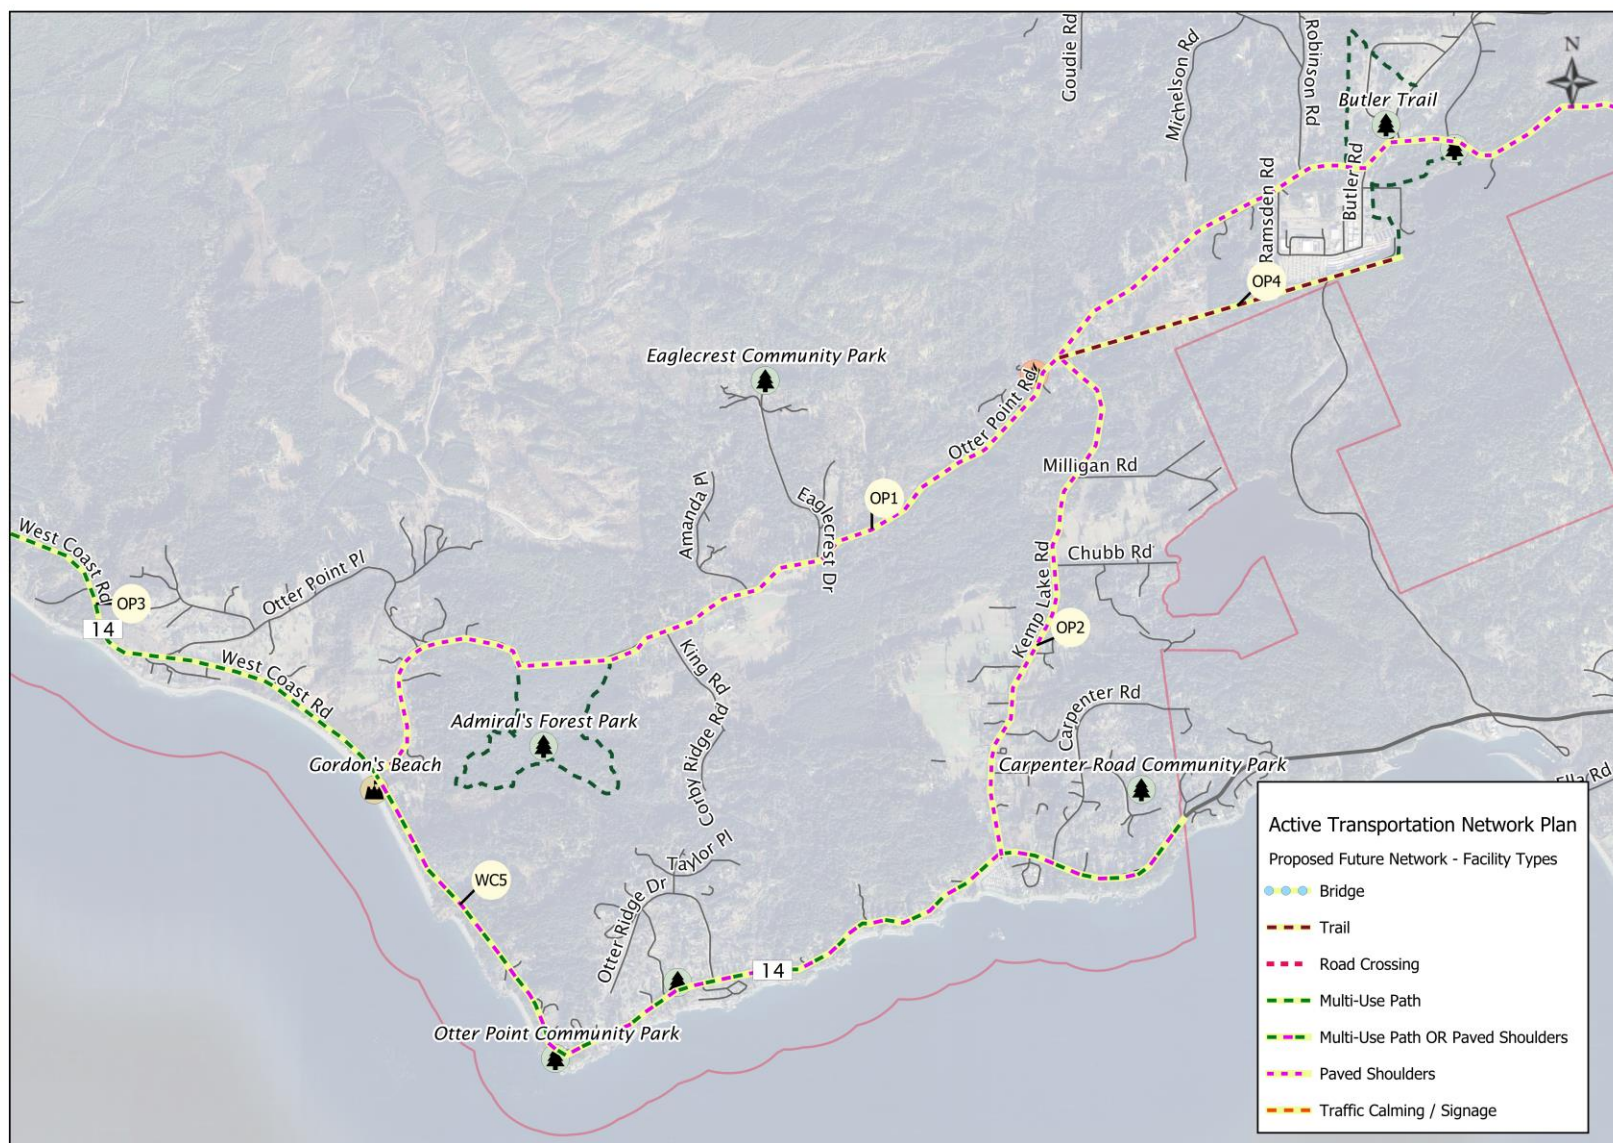 Goudie Rd
Michelson Rd
Robinson Rd
N
Butler Trail
Ramsden Rd
Butler Rd
OP4
Eaglecrest Community Park
Otter Point Rd
Milligan Rd
OP1
Amanda Pl
Eaglecrest Dr
West Coast Rd
Otter Point Pl
Chubb Rd
Kemp Lake Rd
OP3
14
OP2
West Coast Rd
King Rd
Admiral's Forest Park
Carpenter Rd
Corby Ridge Rd
Gordon's Beach
Carpenter Road Community Park
Ella Rd
WC5
Taylor Pl
Otter Ridge Dr
14
Otter Point Community Park
Active Transportation Network Plan
Proposed Future Network - Facility Types
Bridge
Trail
Road Crossing
Multi-Use Path
Multi-Use Path OR Paved Shoulders
Paved Shoulders
Traffic Calming / Signage